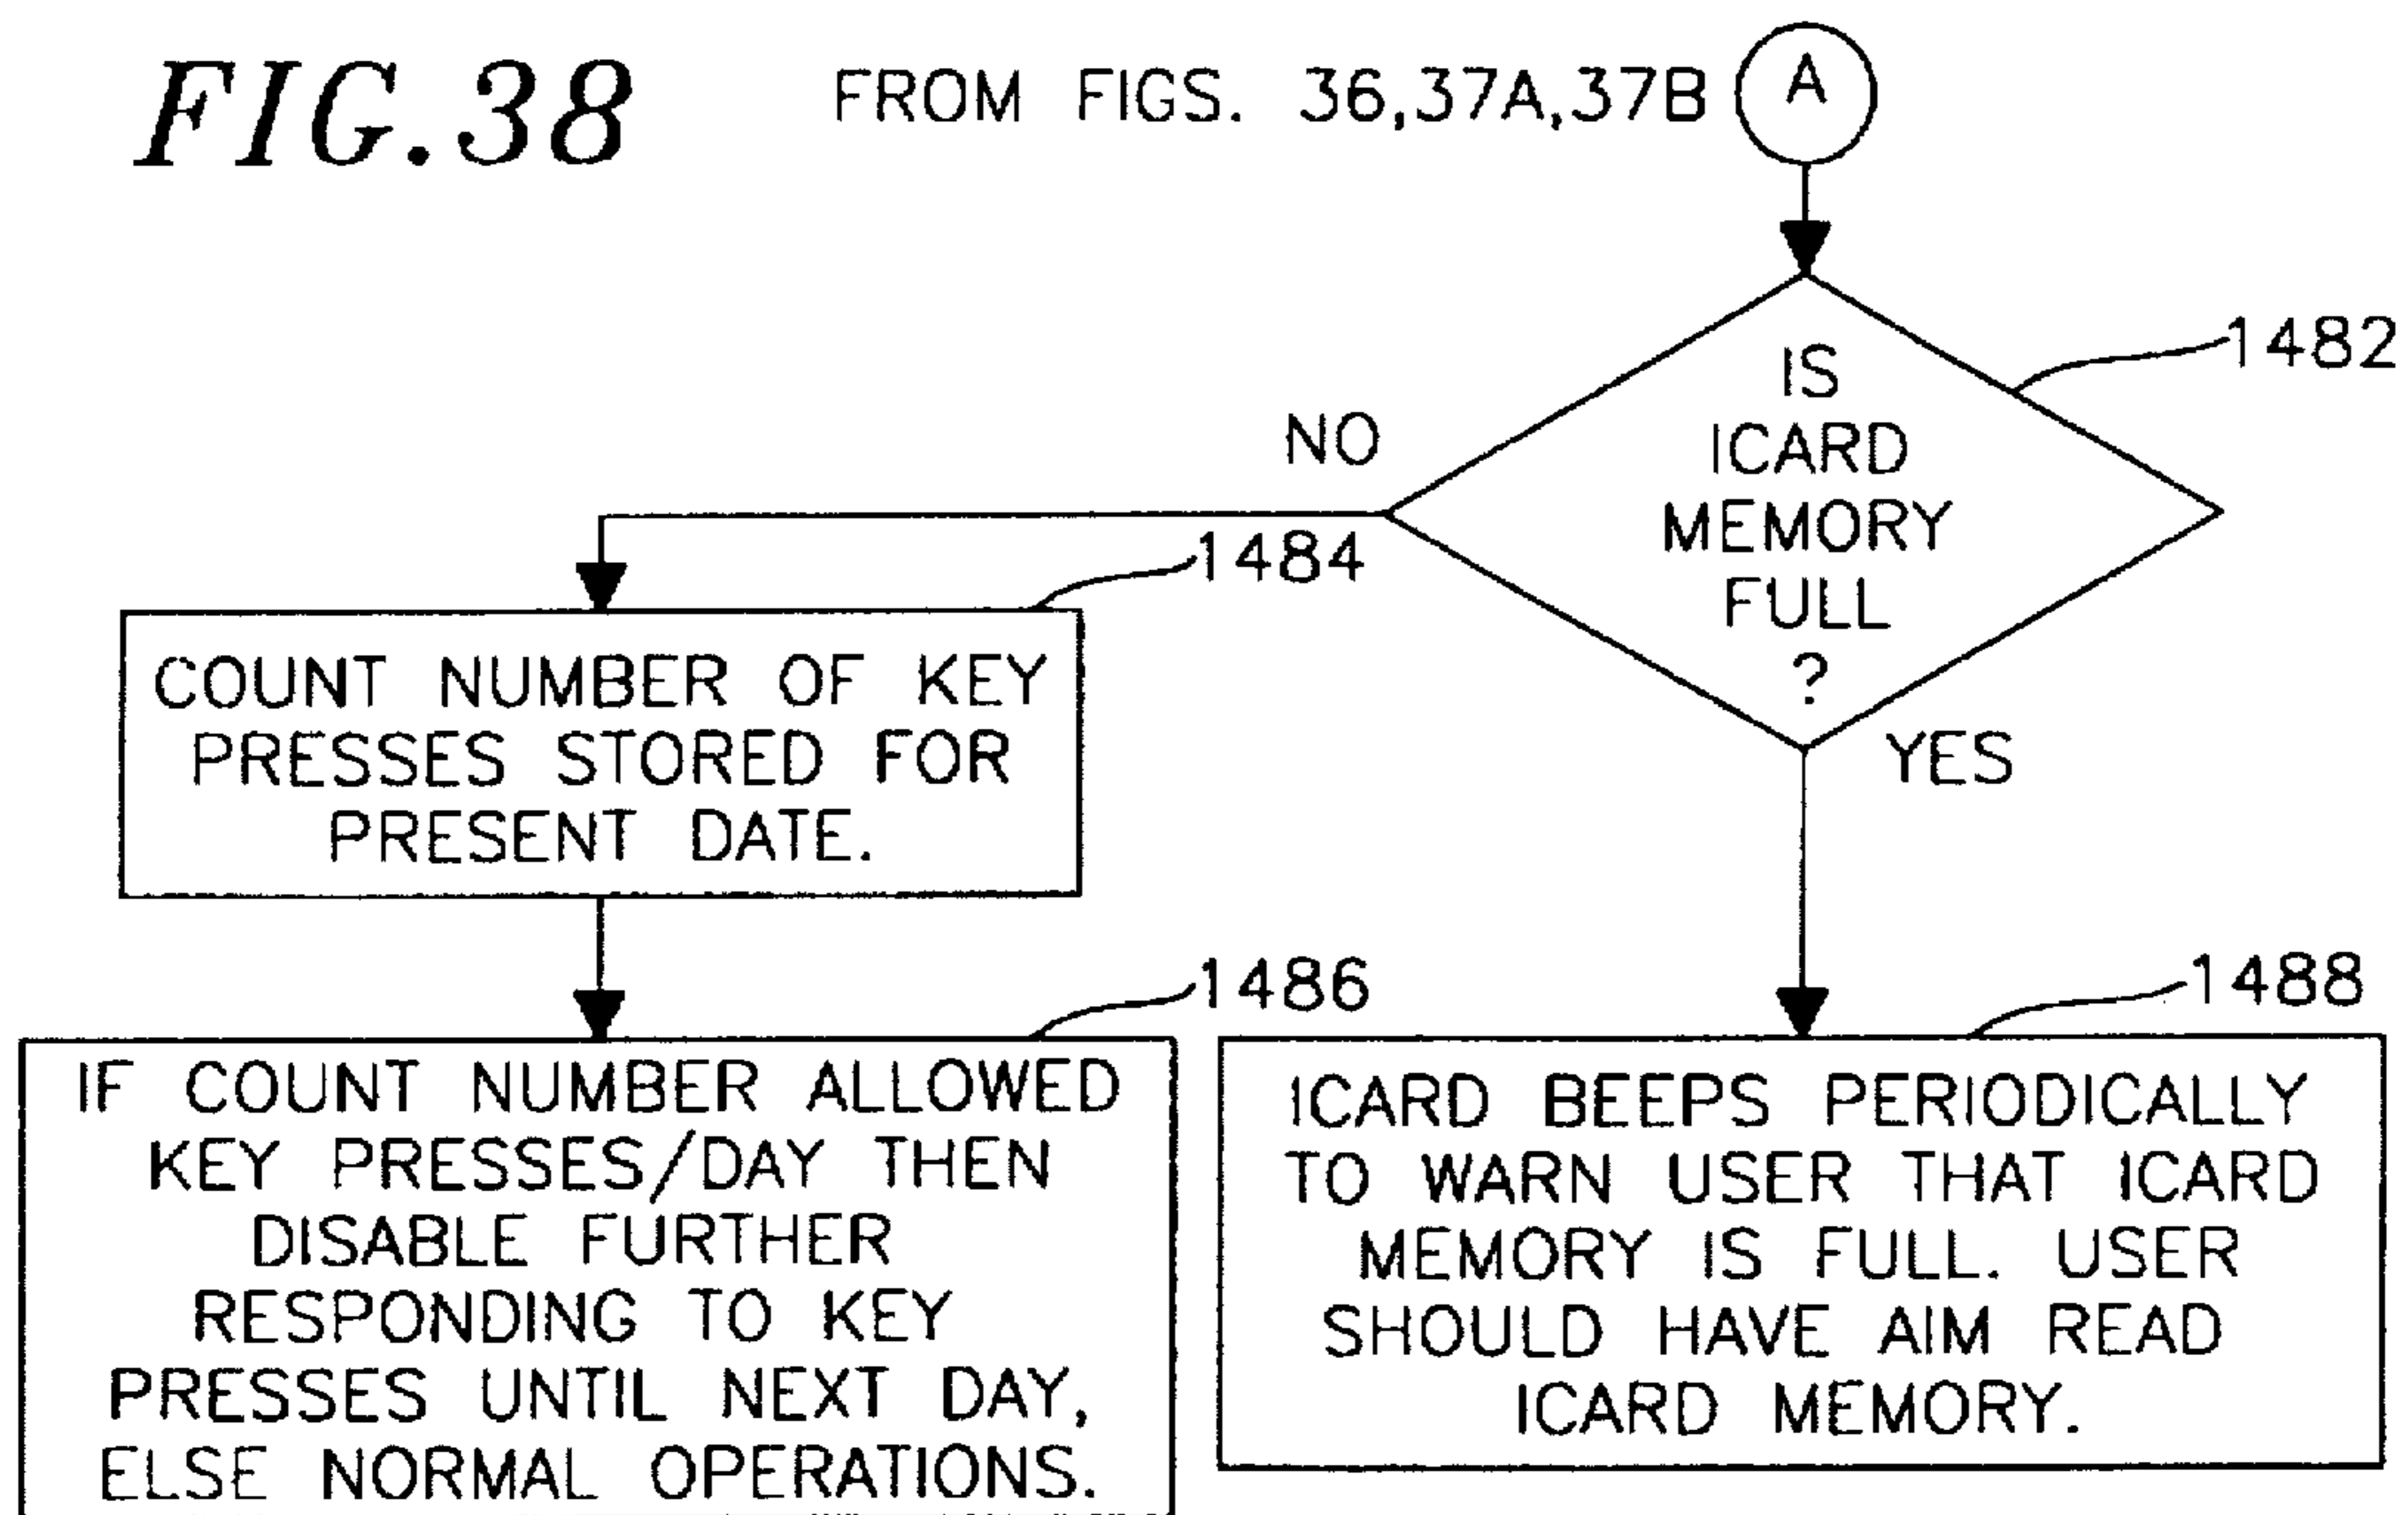 FIG.38
FROM FIGS. 36,37A,37B
A
IS
ICARD
MEMORY
FULL
?
1482
NO
YES
1484
COUNT NUMBER OF KEY
PRESSES STORED FOR
PRESENT DATE.
1486
IF COUNT NUMBER ALLOWED
KEY PRESSES/DAY THEN
DISABLE FURTHER
RESPONDING TO KEY
PRESSES UNTIL NEXT DAY,
ELSE NORMAL OPERATIONS.
1488
ICARD BEEPS PERIODICALLY
TO WARN USER THAT ICARD
MEMORY IS FULL. USER
SHOULD HAVE AIM READ
ICARD MEMORY.